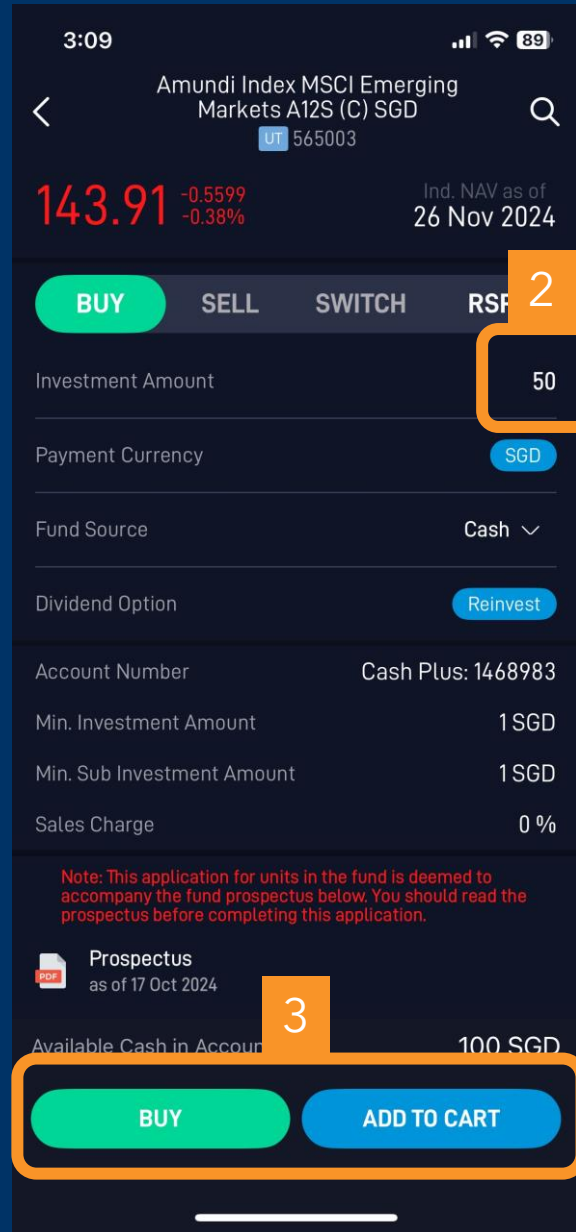 3:09
89
Amundi Index MSCI Emerging
Markets A12S (C) SGD
UT 565003
143.91 -0.5599
-0.38%
Ind. NAV as of
26 Nov 2024
BUY SELL SWITCH RSP
2
Investment Amount 50
Payment Currency SGD
Fund Source Cash
Dividend Option Reinvest
Account Number Cash Plus: 1468983
Min. Investment Amount 1 SGD
Min. Sub Investment Amount 1 SGD
Sales Charge 0 %
Note: This application for units in the fund is deemed to
accompany the fund prospectus below. You should read the
prospectus before completing this application.
PDF
Prospectus
as of 17 Oct 2024
3
Available Cash in Account 100 SGD
BUY ADD TO CART